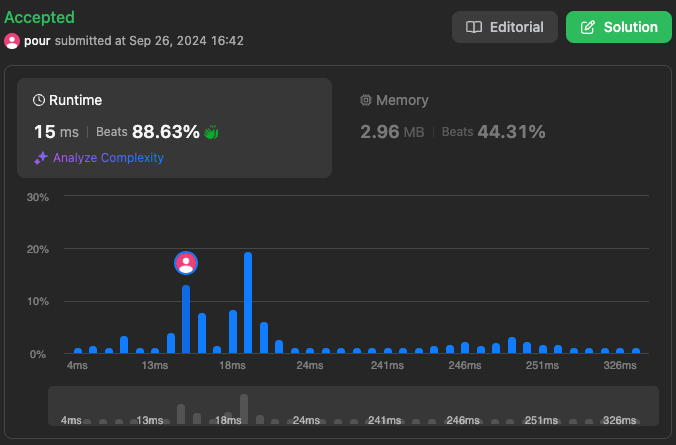 Accepted
pour submitted at Sep 26, 2024 16:42
Editorial
Solution
Runtime
15 ms | Beats 88.63%
Analyze Complexity
Memory
2.96 MB | Beats 44.31%
30%
20%
10%
0%
4ms 13ms 18ms 24ms 241ms 246ms 251ms 326ms
4ms 13ms 18ms 24ms 241ms 246ms 251ms 326ms